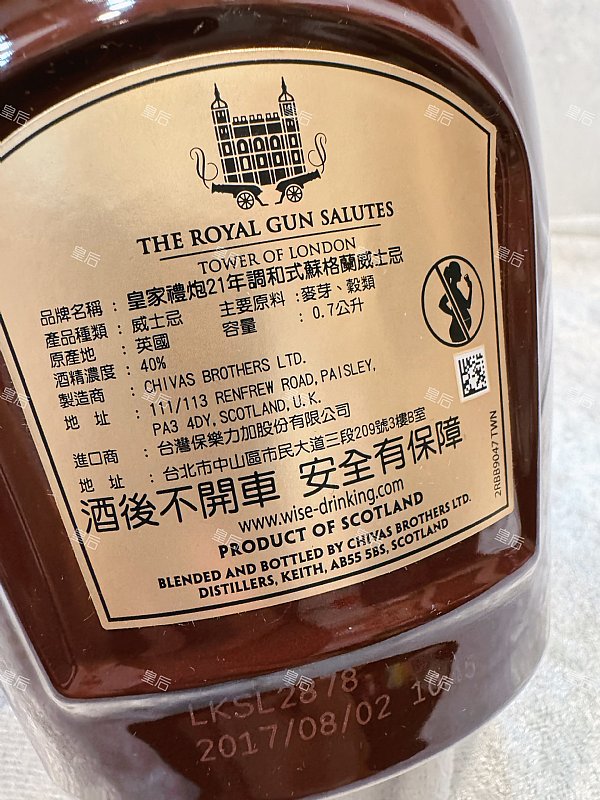 THE ROYAL GUN SALUTES
TOWER OF LONDON
品牌名稱 : 皇家禮炮21年調和式蘇格蘭威士忌
產品種類 : 威士忌 主要原料 : 麥芽、穀類
原產地 : 英國 容量 : 0.7公升
酒精濃度 : 40%
製造商 : CHIVAS BROTHERS LTD.
地 址 : 111/113 RENFREW ROAD, PAISLEY,
PA3 4DY, SCOTLAND, U.K.
進口商 : 台灣保樂力加股份有限公司
地 址 : 台北市中山區市民大道三段209號3樓B室
酒後不開車 安全有保障
www.wise-drinking.com
PRODUCT OF SCOTLAND
BLENDED AND BOTTLED BY CHIVAS BROTHERS LTD.
DISTILLERS, KEITH, AB55 5BS, SCOTLAND
2RBB9047 TWN
LKSL2878
2017/08/02
皇后